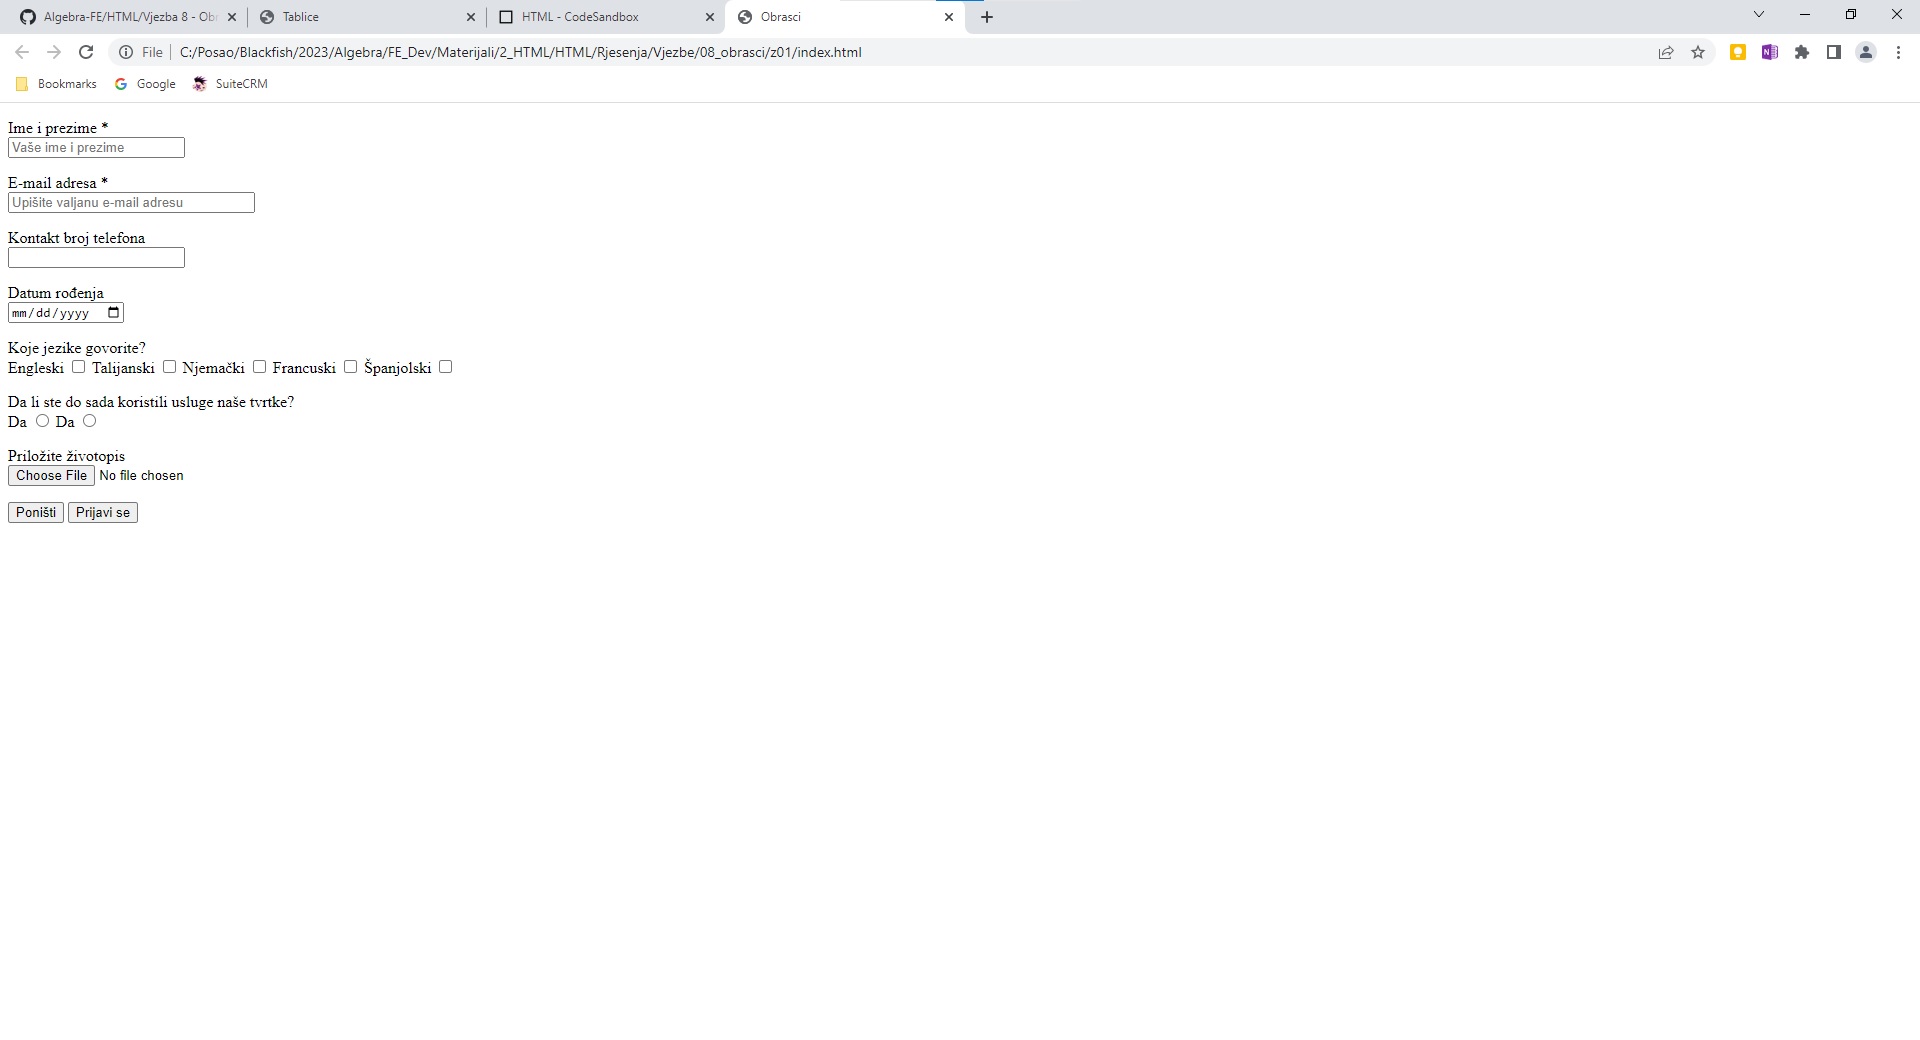 Algebra-FE/HTML/Vjezba 8 - Obr
Tablice
HTML - CodeSandbox
Obrasci
File
C:/Posao/Blackfish/2023/Algebra/FE_Dev/Materijali/2_HTML/HTML/Rjesenja/Vjezbe/08_obrasci/z01/index.html
Bookmarks
Google
SuiteCRM
Ime i prezime *
Vaše ime i prezime
E-mail adresa *
Upišite valjanu e-mail adresu
Kontakt broj telefona
Datum rođenja
mm/dd/yyyy
Koje jezike govorite?
Engleski Talijanski Njemački Francuski Španjolski
Da li ste do sada koristili usluge naše tvrtke?
Da Da
Priložite životopis
Choose File No file chosen
Poništi Prijavi se